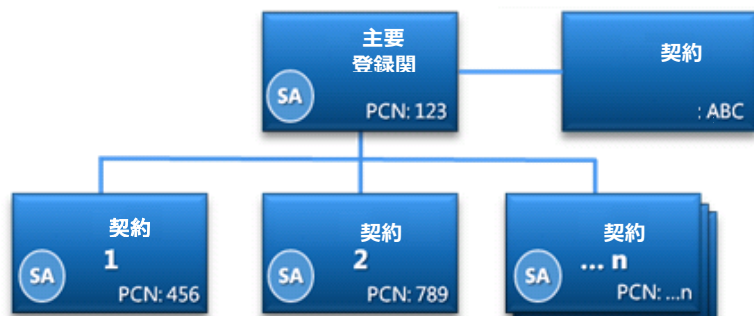 主要
登録関
SA
PCN: 123
契約
: ABC
契約
1
SA
PCN: 456
契約
2
SA
PCN: 789
契約
... n
SA
PCN: ...n